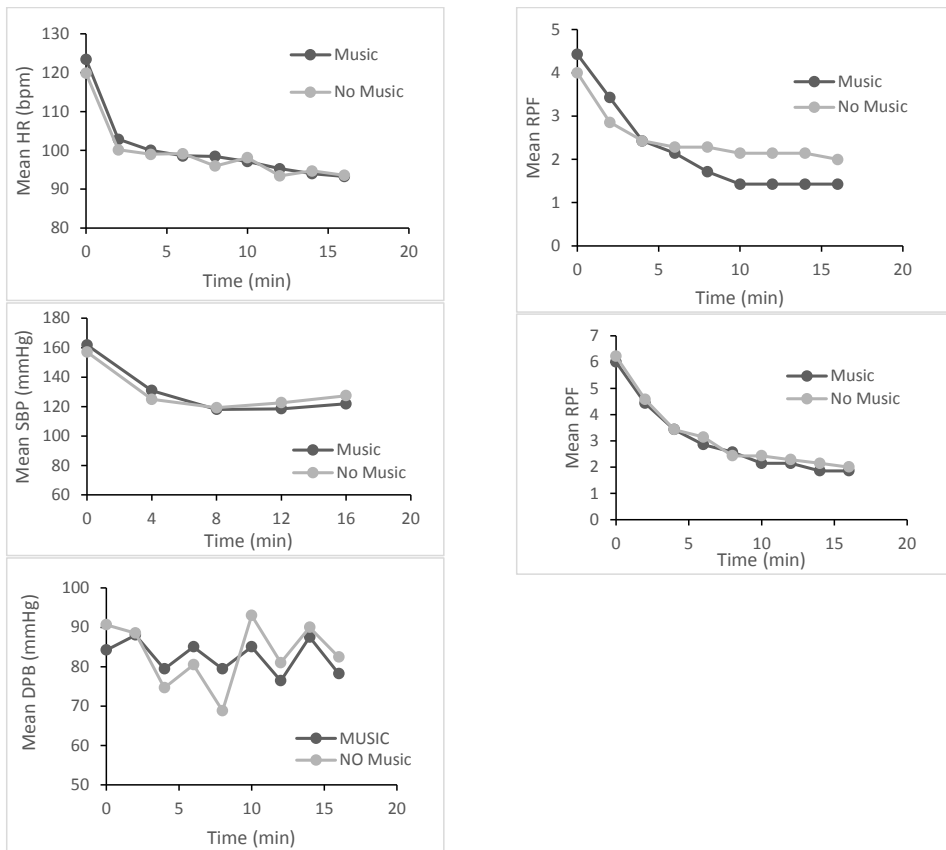 Mean HR (bpm)
130
120
110
100
90
80
0 5 10 15 20
Time (min)
Music
No Music
Mean SBP (mmHg)
180
160
140
120
100
80
60
0 4 8 12 16 20
Time (min)
Music
No Music
Mean DPB (mmHg)
100
90
80
70
60
50
0 5 10 15 20
Time (min)
MUSIC
NO Music
Mean RPF
5
4
3
2
1
0
0 5 10 15 20
Time (min)
Music
No Music
Mean RPF
7
6
5
4
3
2
1
0
0 5 10 15 20
Time (min)
Music
No Music